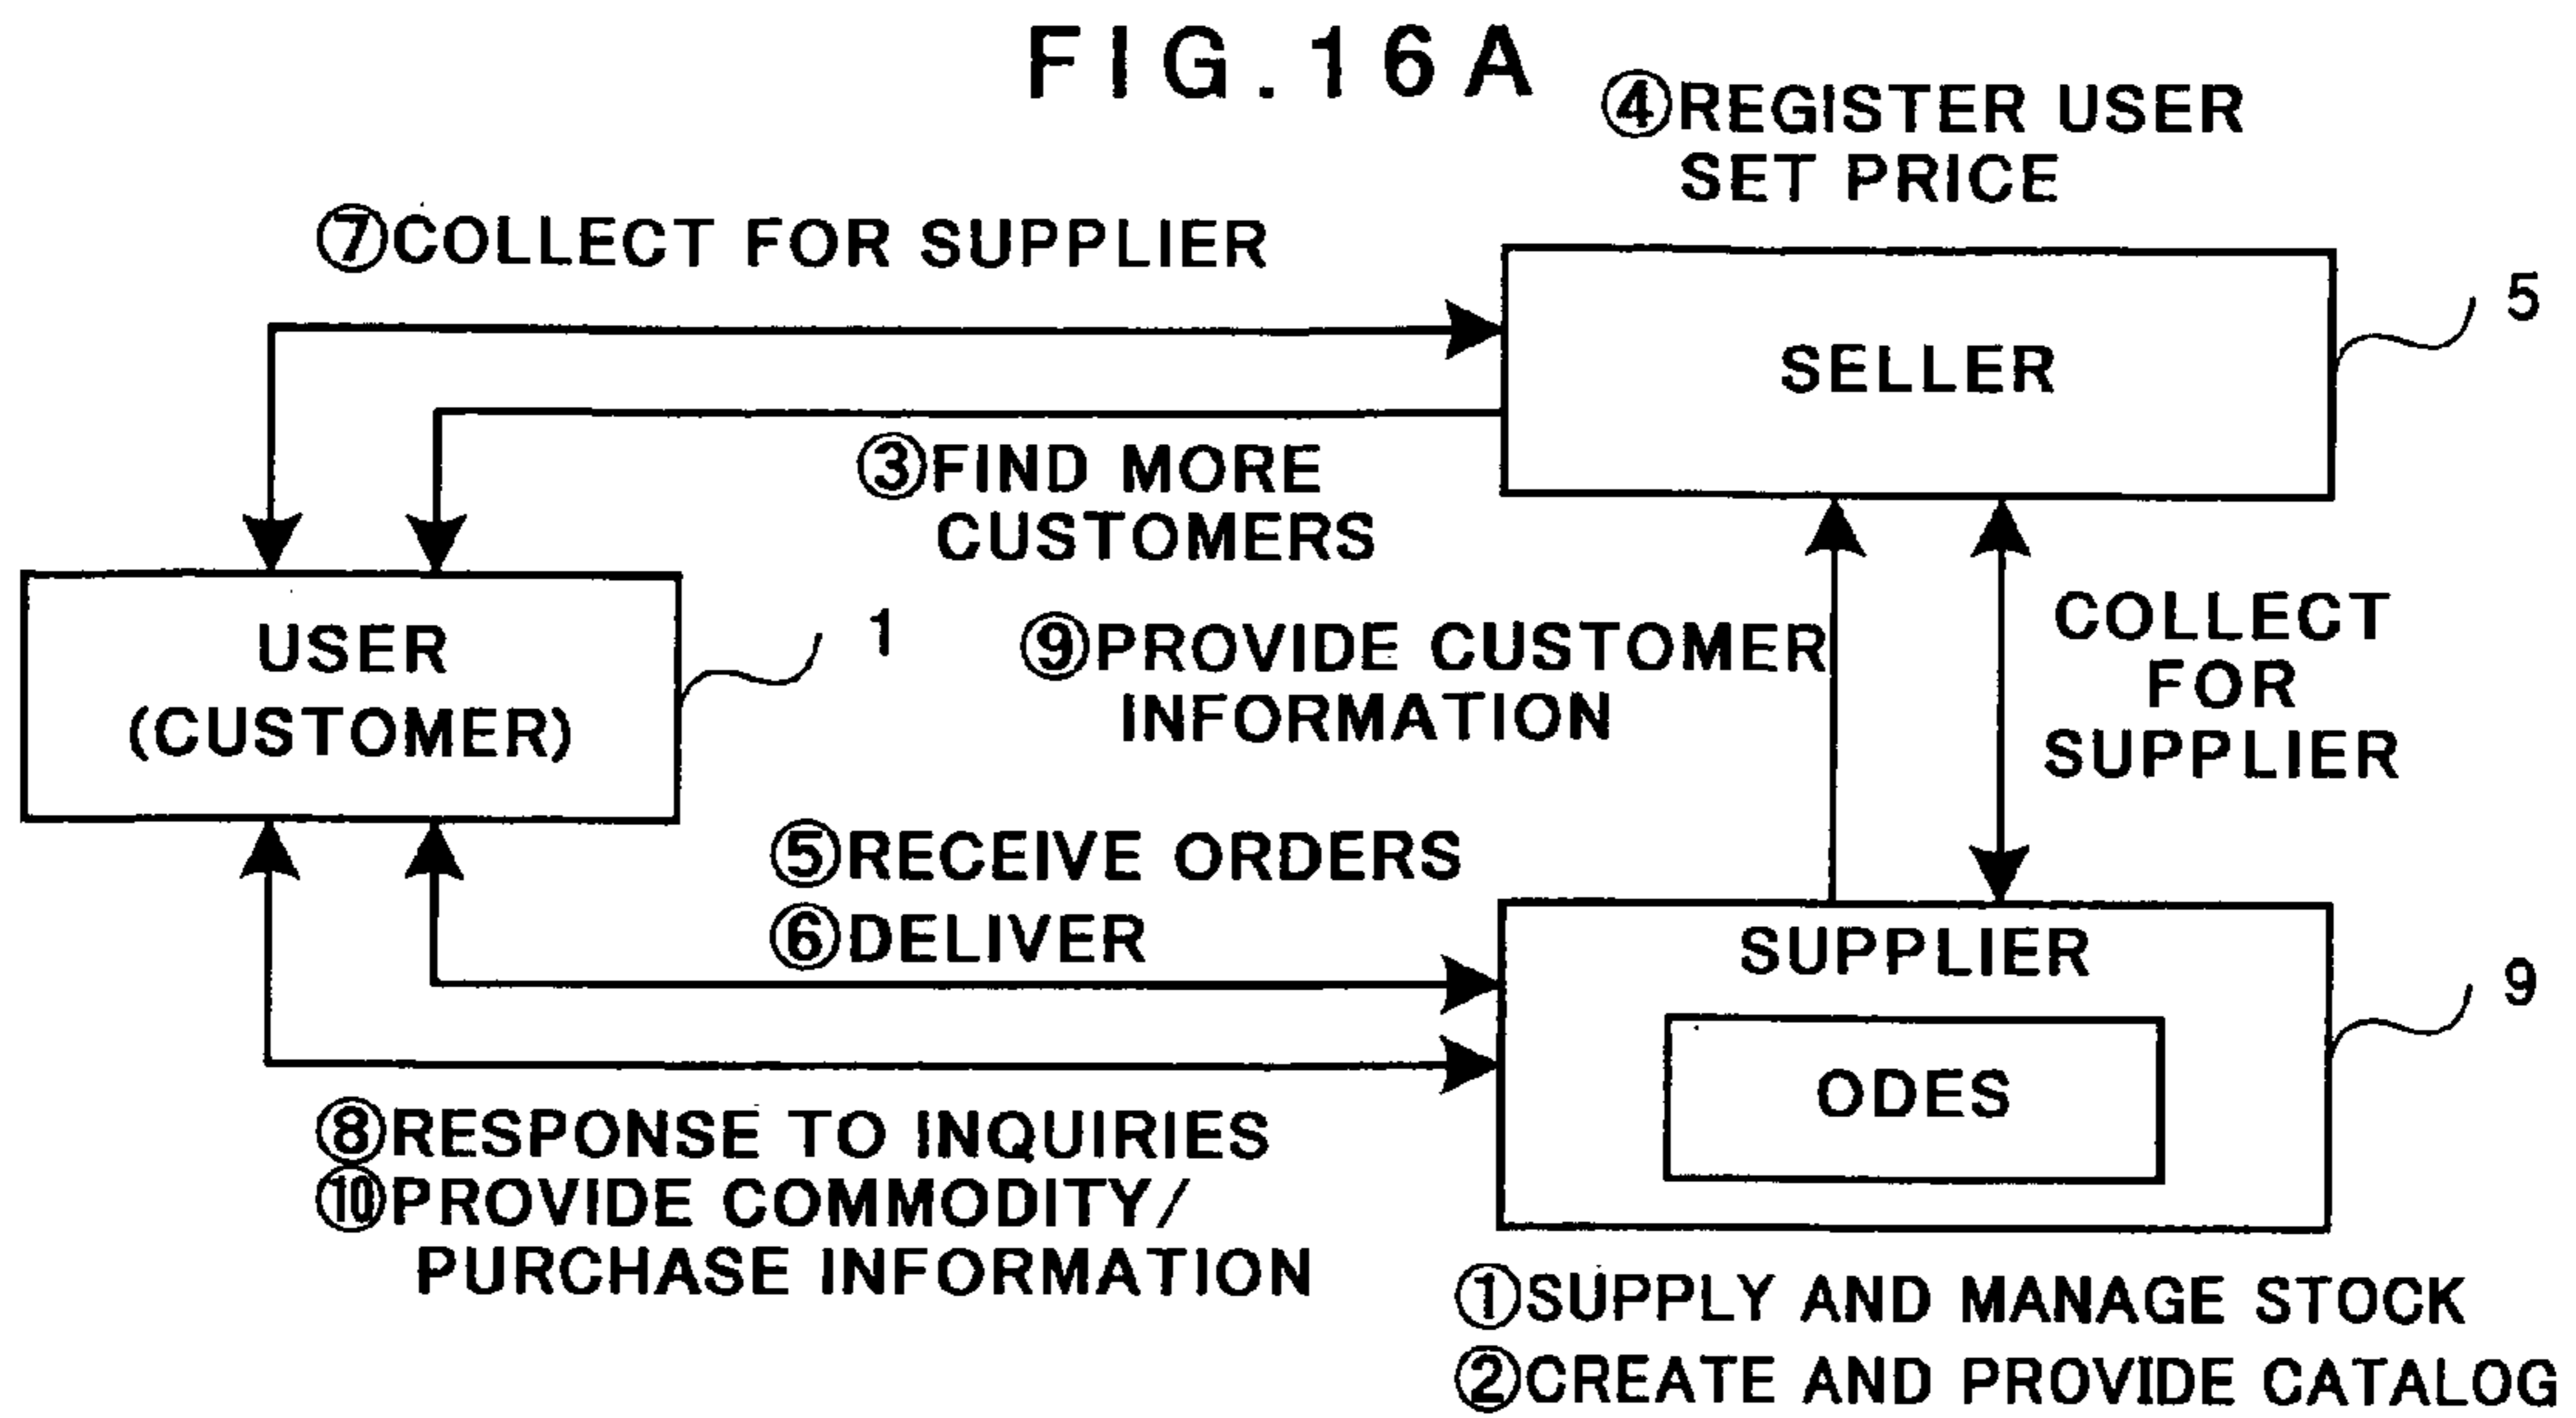 FIG.16A
④REGISTER USER
SET PRICE
⑦COLLECT FOR SUPPLIER
5
SELLER
③FIND MORE
CUSTOMERS
USER
(CUSTOMER)
1
⑨PROVIDE CUSTOMER
INFORMATION
COLLECT
FOR
SUPPLIER
⑤RECEIVE ORDERS
⑥DELIVER
SUPPLIER
9
ODES
⑧RESPONSE TO INQUIRIES
⑩PROVIDE COMMODITY/
PURCHASE INFORMATION
①SUPPLY AND MANAGE STOCK
②CREATE AND PROVIDE CATALOG